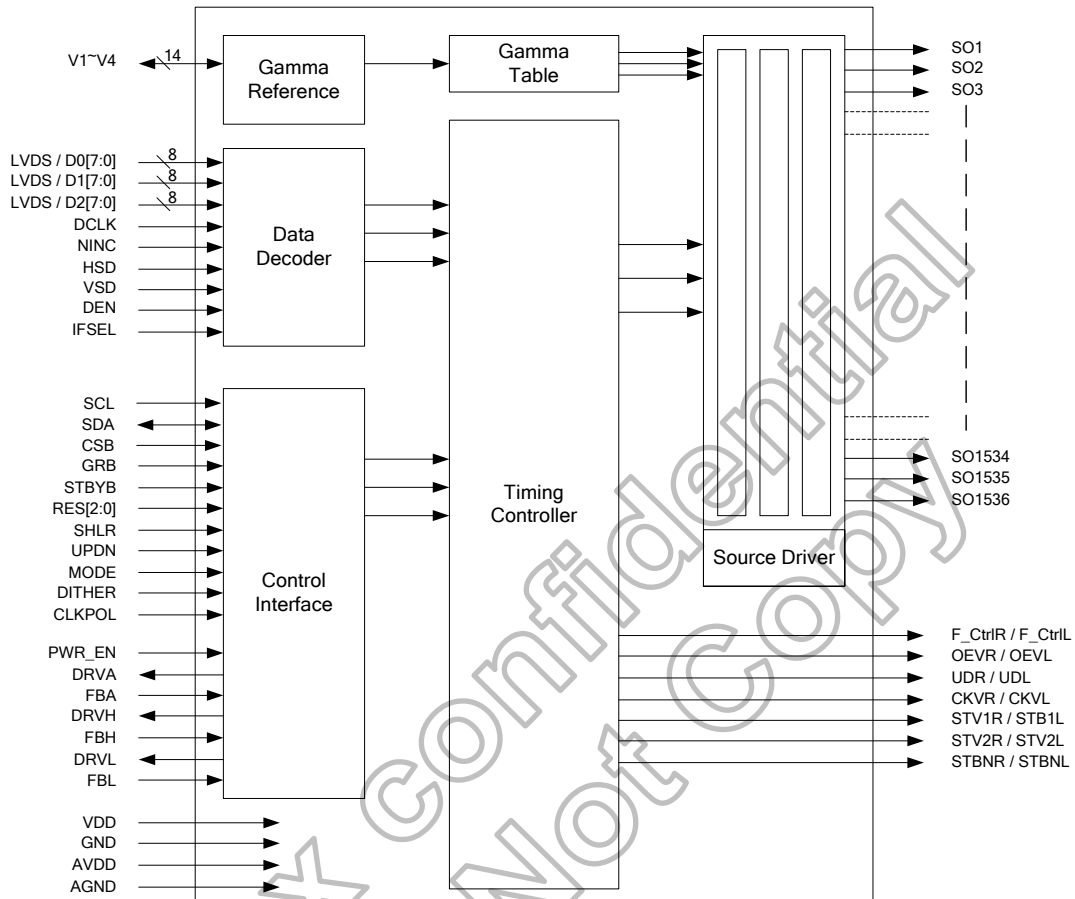 V1~V4
14
Gamma
Reference
Gamma
Table
SO1
SO2
SO3
LVDS / D0[7:0]
8
LVDS / D1[7:0]
8
LVDS / D2[7:0]
8
DCLK
NINC
HSD
VSD
DEN
IFSEL
Data
Decoder
SCL
SDA
CSB
GRB
STBYB
RES[2:0]
SHLR
UPDN
MODE
DITHER
CLKPOL
PWR_EN
DRVA
FBA
DRVH
FBH
DRVL
FBL
Control
Interface
Timing
Controller
SO1534
SO1535
SO1536
Source Driver
F_CtrlR / F_CtrlL
OEVR / OEVL
UDR / UDL
CKVR / CKVL
STV1R / STB1L
STV2R / STV2L
STBNR / STBNL
VDD
GND
AVDD
AGND
x confidential
Not Copy